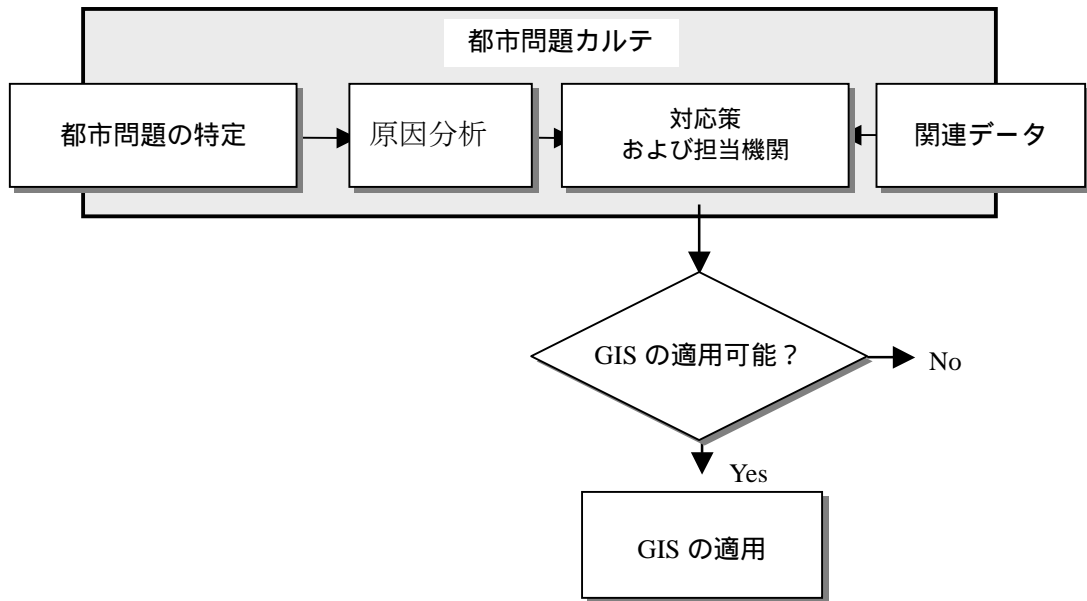 都市問題カルテ
都市問題の特定
原因分析
対応策
および担当機関
関連データ
GIS の適用可能？
No
Yes
GIS の適用